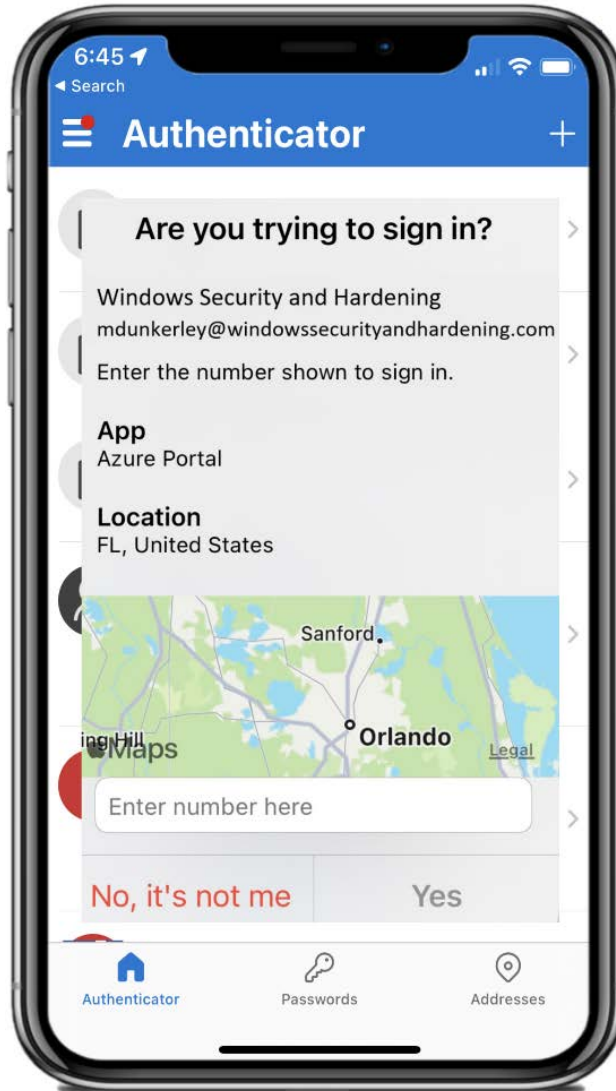 6:45
Search
Authenticator
Are you trying to sign in?
Windows Security and Hardening
mdunkerley@windowssecurityandhardening.com
Enter the number shown to sign in.
App
Azure Portal
Location
FL, United States
Sanford
Orlando
ing Hill
Maps
Legal
Enter number here
No, it's not me
Yes
Authenticator
Passwords
Addresses